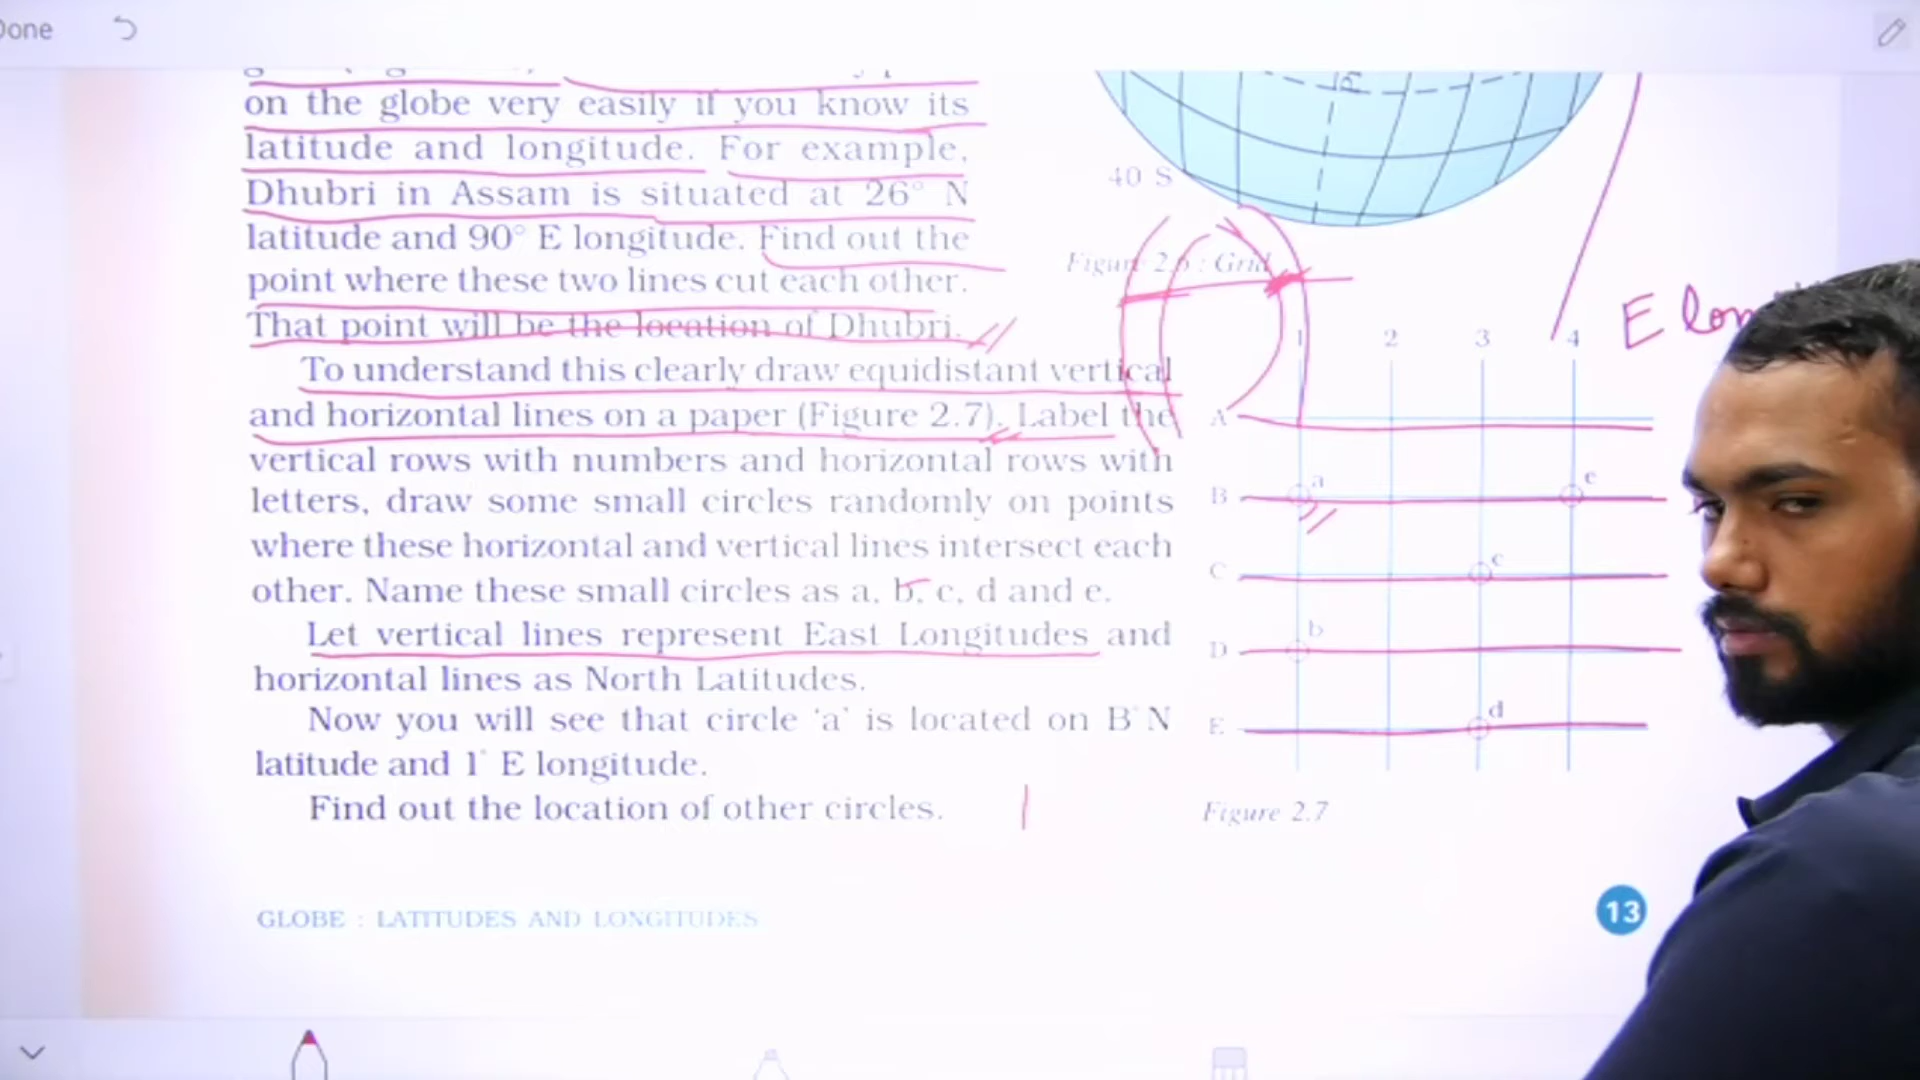 Done
on the globe very easily if you know its
latitude and longitude. For example,
Dhubri in Assam is situated at 26° N
latitude and 90° E longitude. Find out the
point where these two lines cut each other.
That point will be the location of Dhubri.
To understand this clearly draw equidistant vertical
and horizontal lines on a paper (Figure 2.7). Label the
vertical rows with numbers and horizontal rows with
letters, draw some small circles randomly on points
where these horizontal and vertical lines intersect each
other. Name these small circles as a, b, c, d and e.
Let vertical lines represent East Longitudes and
horizontal lines as North Latitudes.
Now you will see that circle 'a' is located on B° N
latitude and 1° E longitude.
Find out the location of other circles.
40 S
Figure 2.6 : Grid
E
1 2 3 4
A
B a e
C c
D b
E d
Figure 2.7
GLOBE : LATITUDES AND LONGITUDES
13